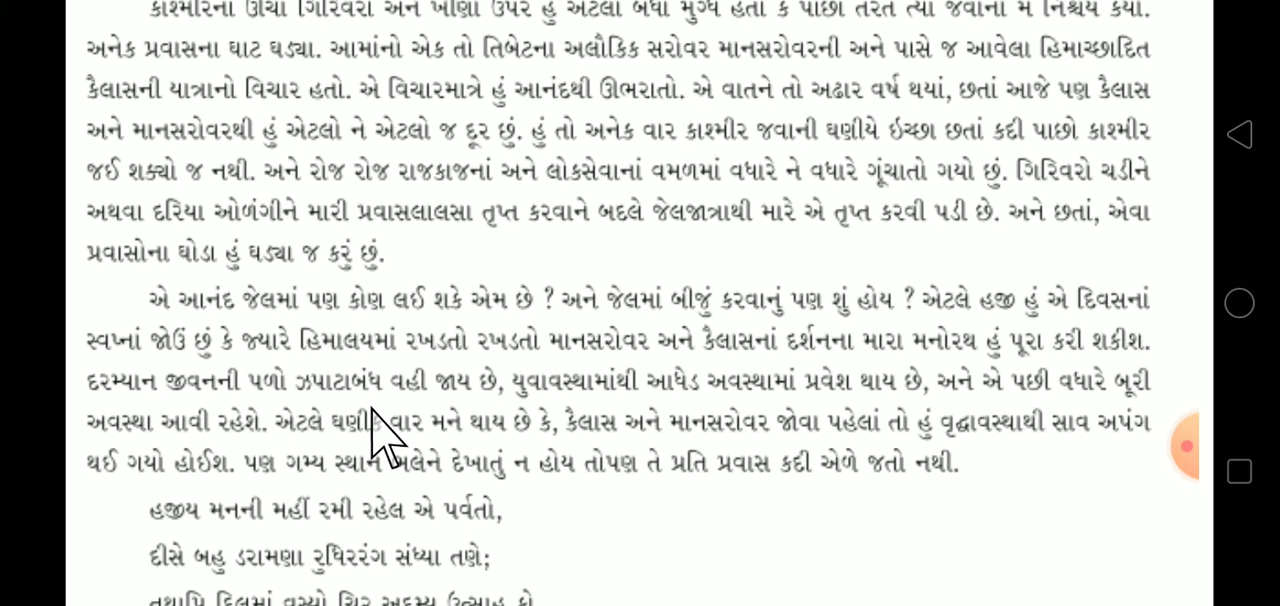 કાશ્મીરના ઊંચા ગિરિવરો અને ખીણો ઉપર હું એટલો બધો મુગ્ધ હતો કે પાછા તરત ત્યાં જવાનો મેં નિશ્ચય કર્યો.
અનેક પ્રવાસના ઘાટ ઘડ્યા. આમાંનો એક તો તિબેટના અલૌકિક સરોવર માનસરોવરની અને પાસે જ આવેલા હિમાચ્છાદિત
કૈલાસની યાત્રાનો વિચાર હતો. એ વિચારમાત્રે હું આનંદથી ઊભરાતો. એ વાતને તો અઢાર વર્ષ થયાં, છતાં આજે પણ કૈલાસ
અને માનસરોવરથી હું એટલો ને એટલો જ દૂર છું. હું તો અનેક વાર કાશ્મીર જવાની ઘણીયે ઇચ્છા છતાં કદી પાછો કાશ્મીર
જઈ શક્યો જ નથી. અને રોજ રોજ રાજકાજનાં અને લોકસેવાનાં વમળમાં વધારે ને વધારે ગૂંચાતો ગયો છું. ગિરિવરો ચડીને
અથવા દરિયા ઓળંગીને મારી પ્રવાસલાલસા તૃપ્ત કરવાને બદલે જેલજાત્રાથી મારે એ તૃપ્ત કરવી પડી છે. અને છતાં, એવા
પ્રવાસોના ઘોડા હું ઘડ્યા જ કરું છું.
એ આનંદ જેલમાં પણ કોણ લઈ શકે એમ છે ? અને જેલમાં બીજું કરવાનું પણ શું હોય ? એટલે હજી હું એ દિવસનાં
સ્વપ્નાં જોઉં છું કે જ્યારે હિમાલયમાં રખડતો રખડતો માનસરોવર અને કૈલાસનાં દર્શનના મારા મનોરથ હું પૂરા કરી શકીશ.
દરમ્યાન જીવનની પળો ઝપાટાબંધ વહી જાય છે, યુવાવસ્થામાંથી આધેડ અવસ્થામાં પ્રવેશ થાય છે, અને એ પછી વધારે બૂરી
અવસ્થા આવી રહેશે. એટલે ઘણીક વાર મને થાય છે કે, કૈલાસ અને માનસરોવર જોવા પહેલાં તો હું વૃદ્ધાવસ્થાથી સાવ અપંગ
થઈ ગયો હોઈશ. પણ ગમ્ય સ્થાન ભલેને દેખાતું ન હોય તોપણ તે પ્રતિ પ્રવાસ કદી એળે જતો નથી.
હજીય મનની મહીં રમી રહેલ એ પર્વતો,
દીસે બહુ ડરામણા રુધિરરંગ સંધ્યા તણે;
તથાપિ દિલમાં વસ્યો ચિર અદમ્ય ઉત્સાહ કો